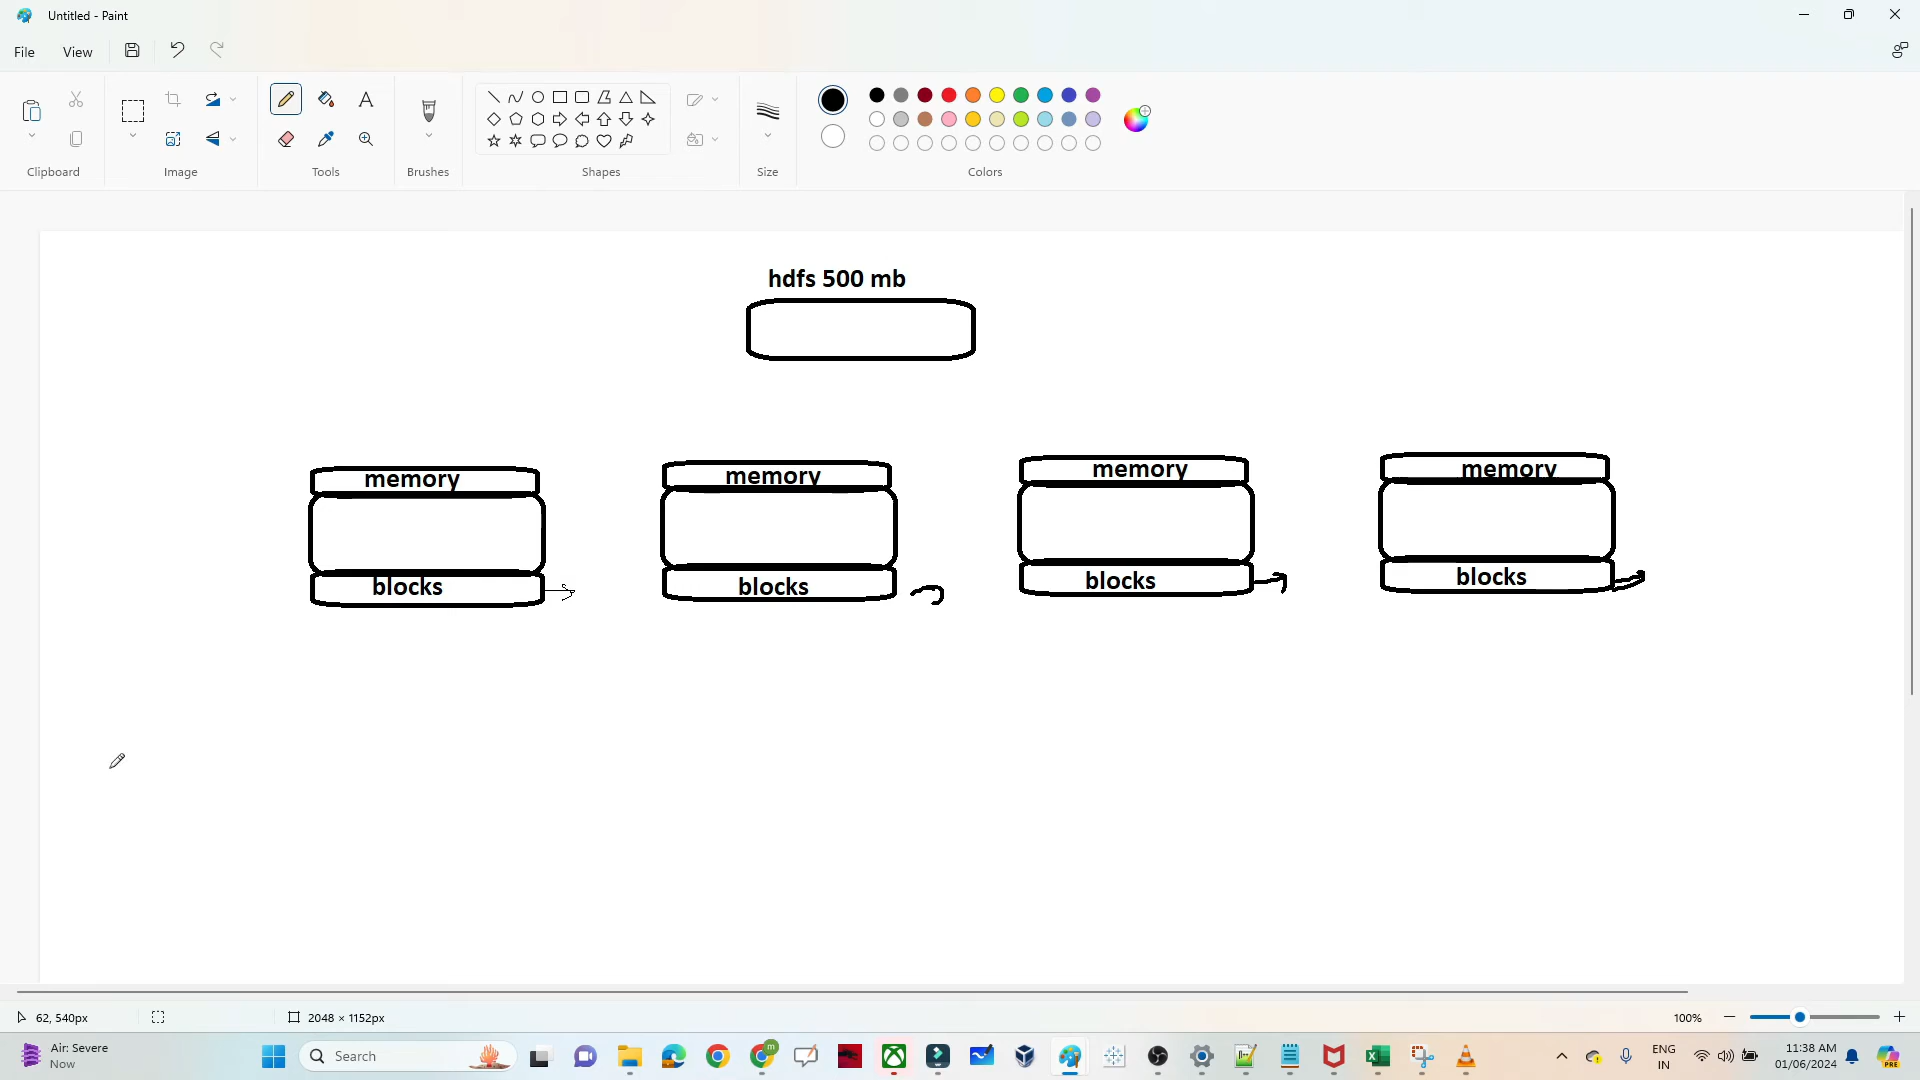 Untitled - Paint
File View
Clipboard Image Tools Brushes Shapes Size Colors
hdfs 500 mb
memory memory memory memory
blocks blocks blocks blocks
62, 540px 2048 × 1152px 100%
Air: Severe
Now
Search
ENG
IN
11:38 AM
01/06/2024
PRE